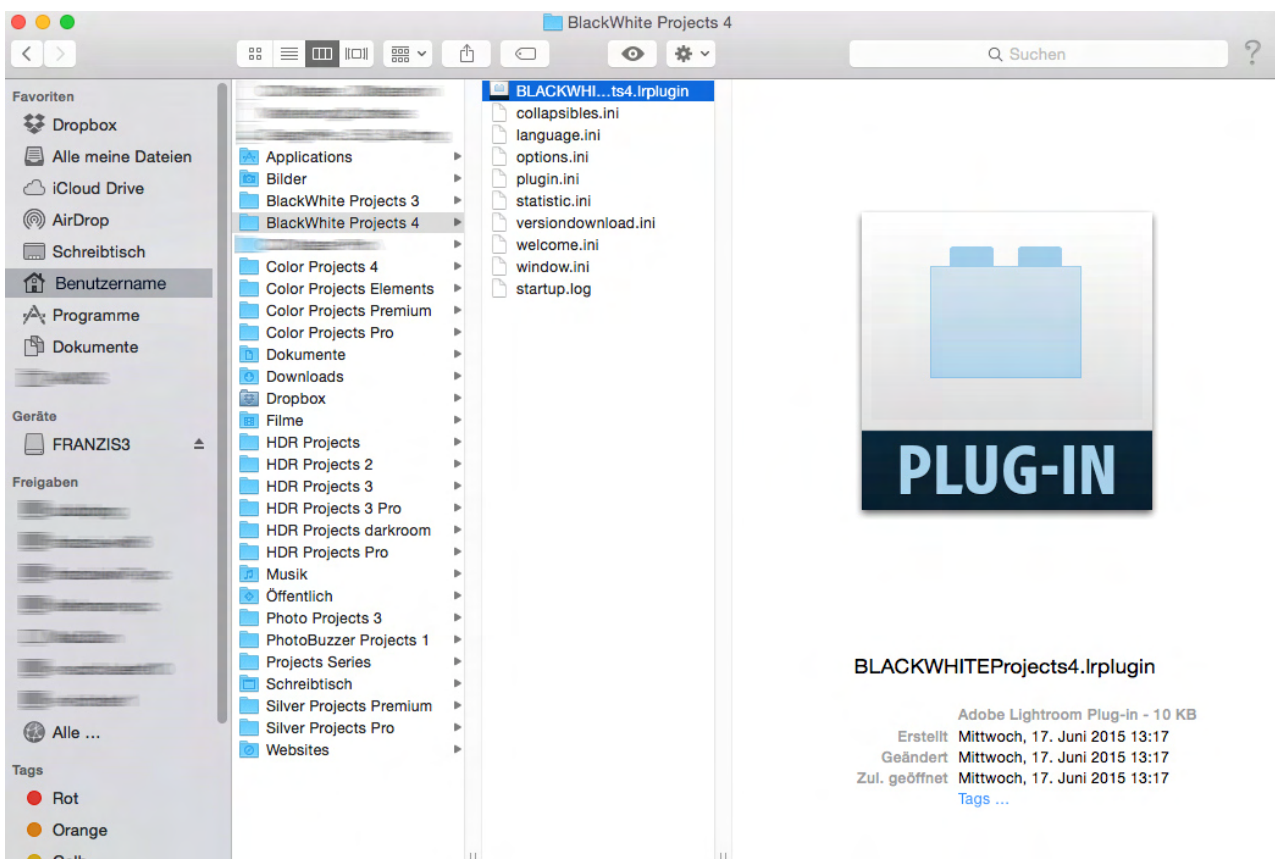 BlackWhite Projects 4
Suchen
?
Favoriten
Dropbox
Alle meine Dateien
iCloud Drive
AirDrop
Schreibtisch
Benutzername
Programme
Dokumente
Geräte
FRANZIS3
Freigaben
Alle ...
Tags
Rot
Orange
Applications
Bilder
BlackWhite Projects 3
BlackWhite Projects 4
Color Projects 4
Color Projects Elements
Color Projects Premium
Color Projects Pro
Dokumente
Downloads
Dropbox
Filme
HDR Projects
HDR Projects 2
HDR Projects 3
HDR Projects 3 Pro
HDR Projects darkroom
HDR Projects Pro
Musik
Öffentlich
Photo Projects 3
PhotoBuzzer Projects 1
Projects Series
Schreibtisch
Silver Projects Premium
Silver Projects Pro
Websites
BLACKWHI...ts4.lrplugin
collapsibles.ini
language.ini
options.ini
plugin.ini
statistic.ini
versiondownload.ini
welcome.ini
window.ini
startup.log
PLUG-IN
BLACKWHITEProjects4.lrplugin
Adobe Lightroom Plug-in - 10 KB
Erstellt Mittwoch, 17. Juni 2015 13:17
Geändert Mittwoch, 17. Juni 2015 13:17
Zul. geöffnet Mittwoch, 17. Juni 2015 13:17
Tags ...